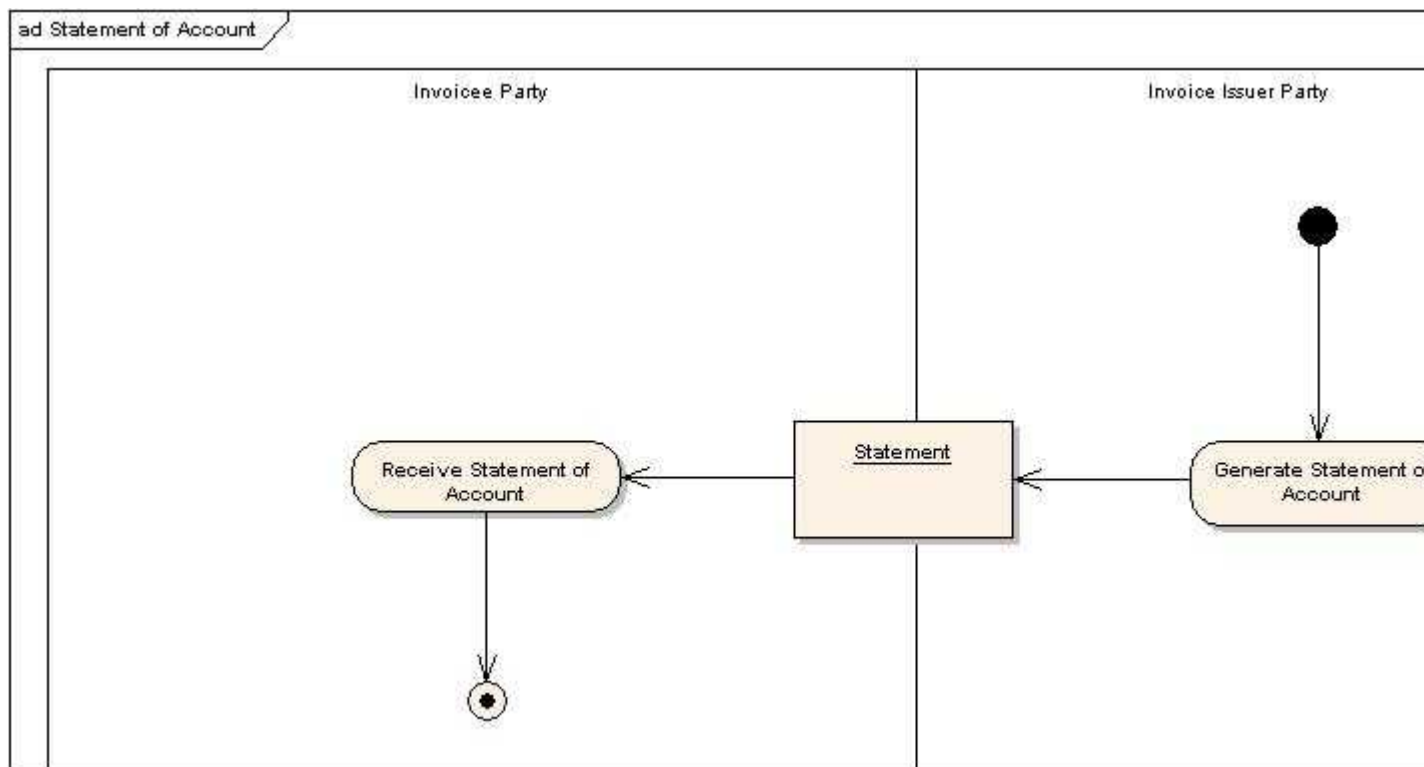 ad Statement of Account
Invoicee Party
Invoice Issuer Party
Statement
Receive Statement of
Account
Generate Statement o
Account